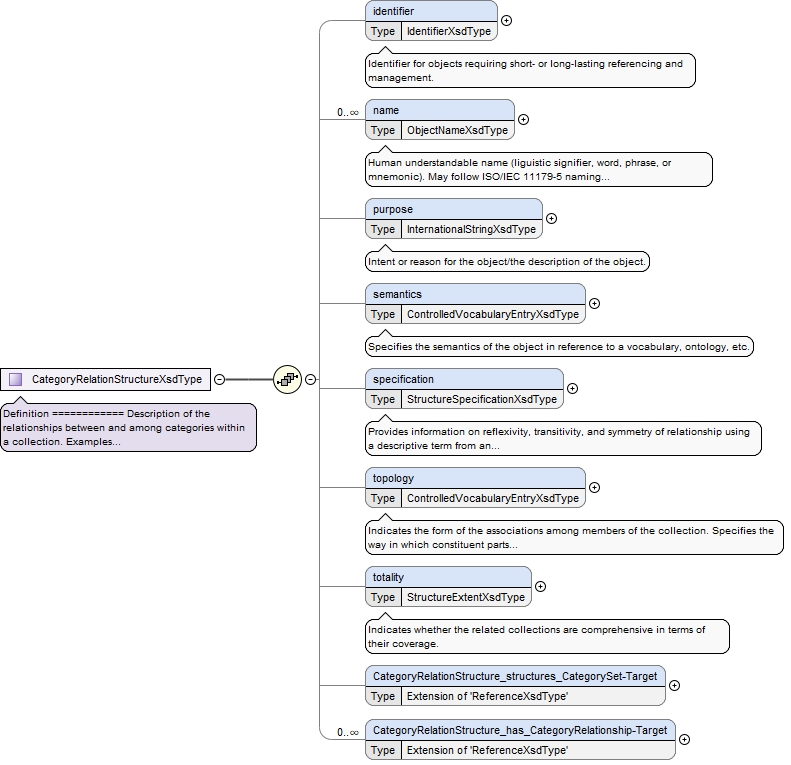 identifier
Type IdentifierXsdType
Identifier for objects requiring short- or long-lasting referencing and
management.
0..∞
name
Type ObjectNameXsdType
Human understandable name (liguistic signifier, word, phrase, or
mnemonic). May follow ISO/IEC 11179-5 naming...
purpose
Type InternationalStringXsdType
Intent or reason for the object/the description of the object.
semantics
Type ControlledVocabularyEntryXsdType
Specifies the semantics of the object in reference to a vocabulary, ontology, etc.
CategoryRelationStructureXsdType
Definition ============ Description of the
relationships between and among categories within
a collection. Examples...
specification
Type StructureSpecificationXsdType
Provides information on reflexivity, transitivity, and symmetry of relationship using
a descriptive term from an...
topology
Type ControlledVocabularyEntryXsdType
Indicates the form of the associations among members of the collection. Specifies the
way in which constituent parts...
totality
Type StructureExtentXsdType
Indicates whether the related collections are comprehensive in terms of
their coverage.
CategoryRelationStructure_structures_CategorySet-Target
Type Extension of 'ReferenceXsdType'
0..∞
CategoryRelationStructure_has_CategoryRelationship-Target
Type Extension of 'ReferenceXsdType'